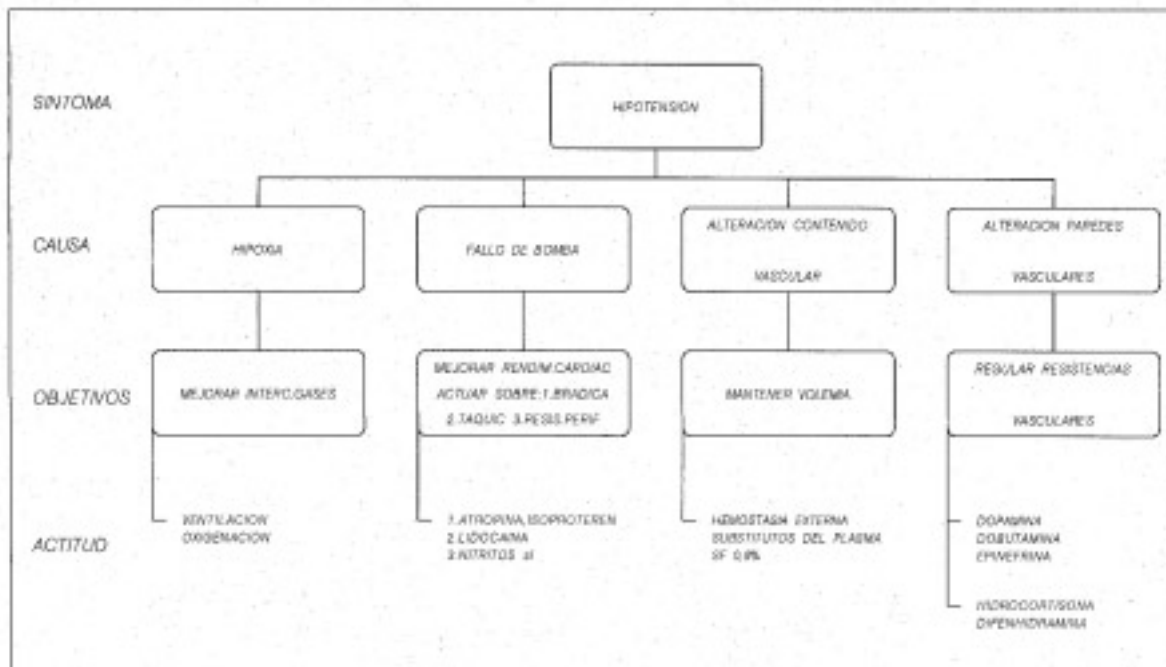 SINTOMA
HIPOTENSION
CAUSA
HIPOXIA
FALLO DE BOMBA
ALTERACION CONTENIDO
VASCULAR
ALTERACION PAREDES
VASCULARES
OBJETIVOS
MEJORAR INTERC.GASES
MEJORAR RENDIM.CARDIAC
ACTUAR SOBRE:1.BRADICA
2.TAQUIC 3.RESIS.PERIF
MANTENER VOLEMIA.
REGULAR RESISTENCIAS
VASCULARES
ACTITUD
VENTILACION
OXIGENACION
1.ATROPINA,ISOPROTEREN
2.LIDOCAINA
3.NITRITOS sl
HEMOSTASIA EXTERNA
SUBSTITUTOS DEL PLASMA
SF
DOPAMINA
DOBUTAMINA
EPINEFRINA
HIDROCORTISONA
DIFENHIDRAMINA